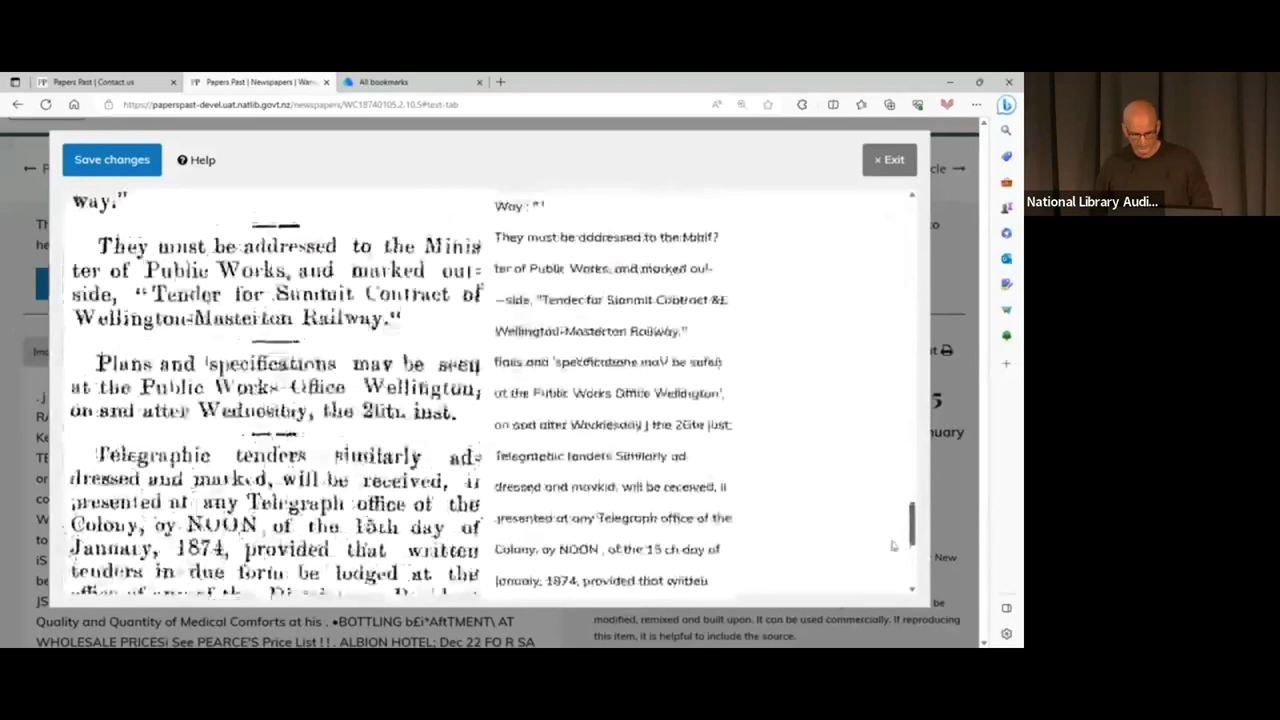 Papers Past | Contact us
Papers Past | Newspapers | Wan
All bookmarks
https://paperspast-devel.uat.natlib.govt.nz/newspapers/WC18740105.2.10.5#text-tab
Save changes
Help
× Exit
way."
They must be addressed to the Minis
ter of Public Works, and marked out-
side, "Tender for Summit Contract of
Wellington-Masterton Railway."
Plans and specifications may be seen
at the Public Works Office Wellington,
on and after Wednesday, the inst.
Telegraphic tenders similarly ad-
dressed and marked, will be received, if
presented at any Telegraph office of the
Colony, by NOON, of the 15th day of
January, 1874, provided that written
tenders in due form be lodged at the
Way : "'
They must be addressed to the
ter of Public Works, and marked out-
—side, "Tender for Contract &£
Wellingtod-Masterton Railway."
and 'specifications maV be
at the Public Works Office Wellington',
on and after Wednesday j the just:
Telegraphic tenders Similarly ad
dressed and will be received, ii
presented at any Telegraph office of the
Colony, oy NOON , of the 15 ch day of
January, 1874, provided that written
Quality and Quantity of Medical Comforts at his . •BOTTLING b£i*AftTMENT\ AT
WHOLESALE PRICES¡ See PEARCE'S Price List ! ! . ALBION HOTEL; Dec 22 FO R SA
modified, remixed and built upon. It can be used commercially. If reproducing
this item, it is helpful to include the source.
National Library Audi...